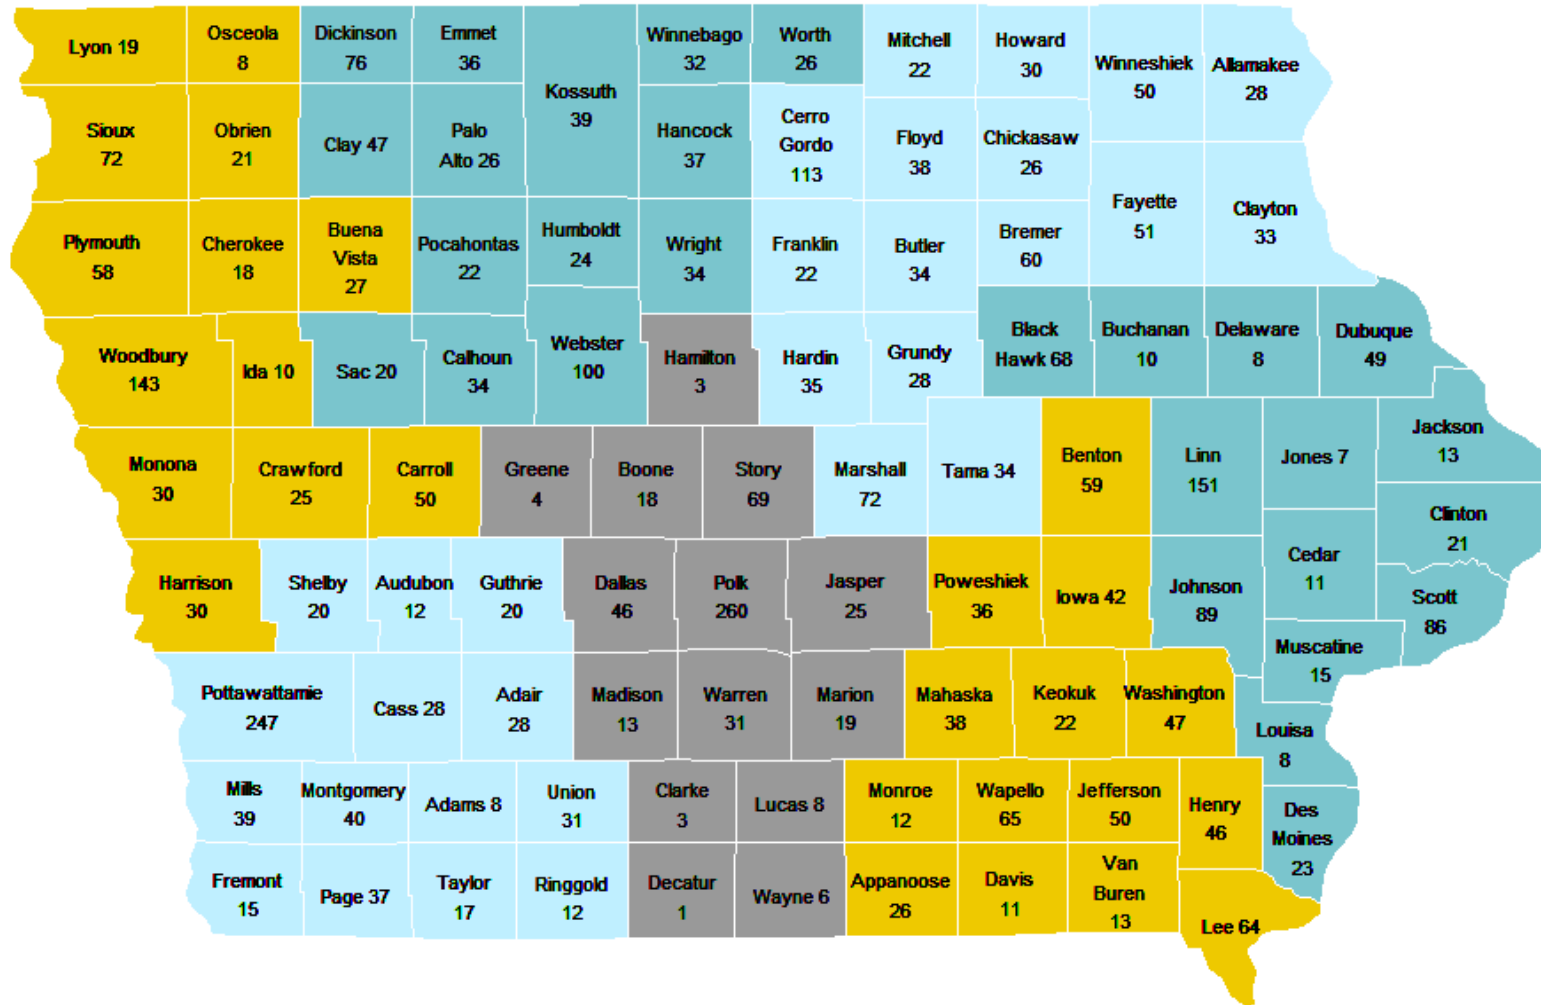 Lyon 19
Osceola
8
Dickinson
76
Emmet
36
Kossuth
39
Winnebago
32
Worth
26
Mitchell
22
Howard
30
Winneshiek
50
Allamakee
28
Sioux
72
Obrien
21
Clay 47
Palo
Alto 26
Hancock
37
Cerro
Gordo
113
Floyd
38
Chickasaw
26
Fayette
51
Clayton
33
Plymouth
58
Cherokee
18
Buena
Vista
27
Pocahontas
22
Humboldt
24
Wright
34
Franklin
22
Butler
34
Bremer
60
Woodbury
143
Ida 10
Sac 20
Calhoun
34
Webster
100
Hamilton
3
Hardin
35
Grundy
28
Black
Hawk 68
Buchanan
10
Delaware
8
Dubuque
49
Monona
30
Crawford
25
Carroll
50
Greene
4
Boone
18
Story
69
Marshall
72
Tama 34
Benton
59
Linn
151
Jones 7
Jackson
13
Clinton
21
Harrison
30
Shelby
20
Audubon
12
Guthrie
20
Dallas
46
Polk
260
Jasper
25
Poweshiek
36
Iowa 42
Johnson
89
Cedar
11
Scott
86
Muscatine
15
Pottawattamie
247
Cass 28
Adair
28
Madison
13
Warren
31
Marion
19
Mahaska
38
Keokuk
22
Washington
47
Louisa
8
Mills
39
Montgomery
40
Adams 8
Union
31
Clarke
3
Lucas 8
Monroe
12
Wapello
65
Jefferson
50
Henry
46
Des
Moines
23
Fremont
15
Page 37
Taylor
17
Ringgold
12
Decatur
1
Wayne 6
Appanoose
26
Davis
11
Van
Buren
13
Lee 64